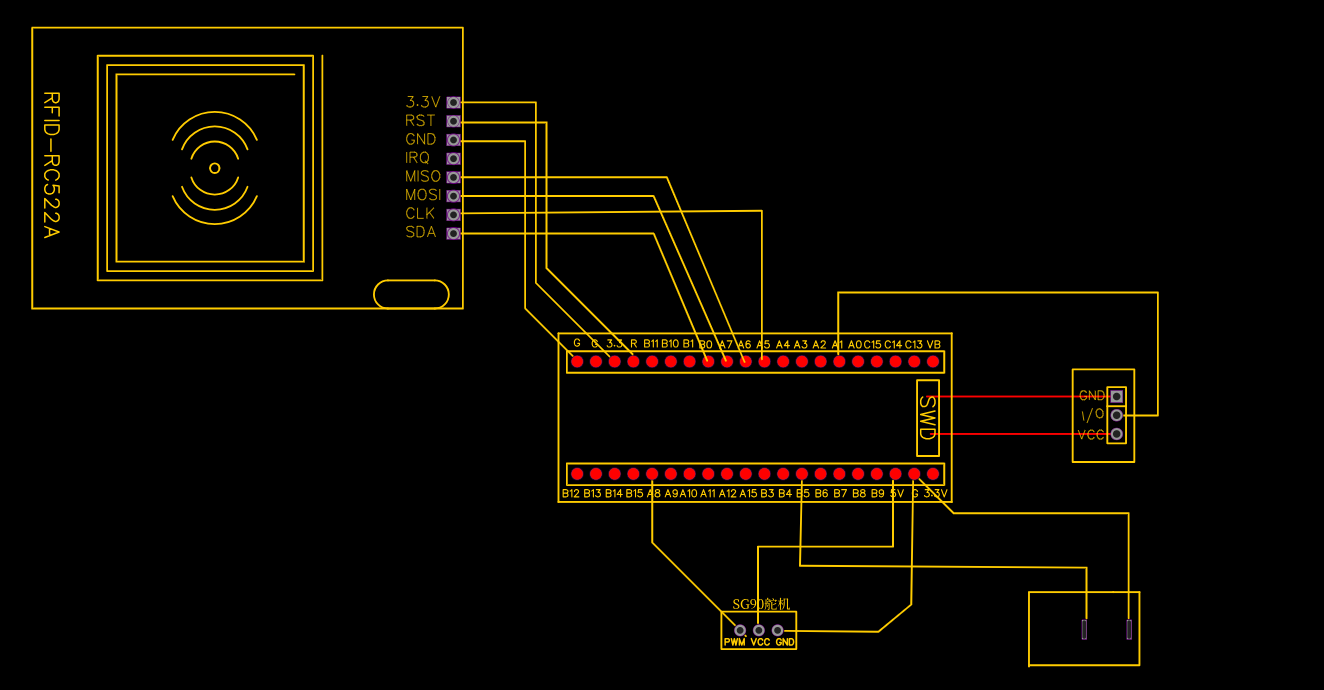 RFID-RC522A
3.3V
RST
GND
IRQ
MISO
MOSI
CLK
SDA
G G 3.3 R B11 B10 B1 B0 A7 A6 A5 A4 A3 A2 A1 A0 C15 C14 C13 VB
SWD
GND
I/O
VCC
B12 B13 B14 B15 A8 A9 A10 A11 A12 A15 B3 B4 B5 B6 B7 B8 B9 5V G 3.3V
SG90舵机
PWM VCC GND